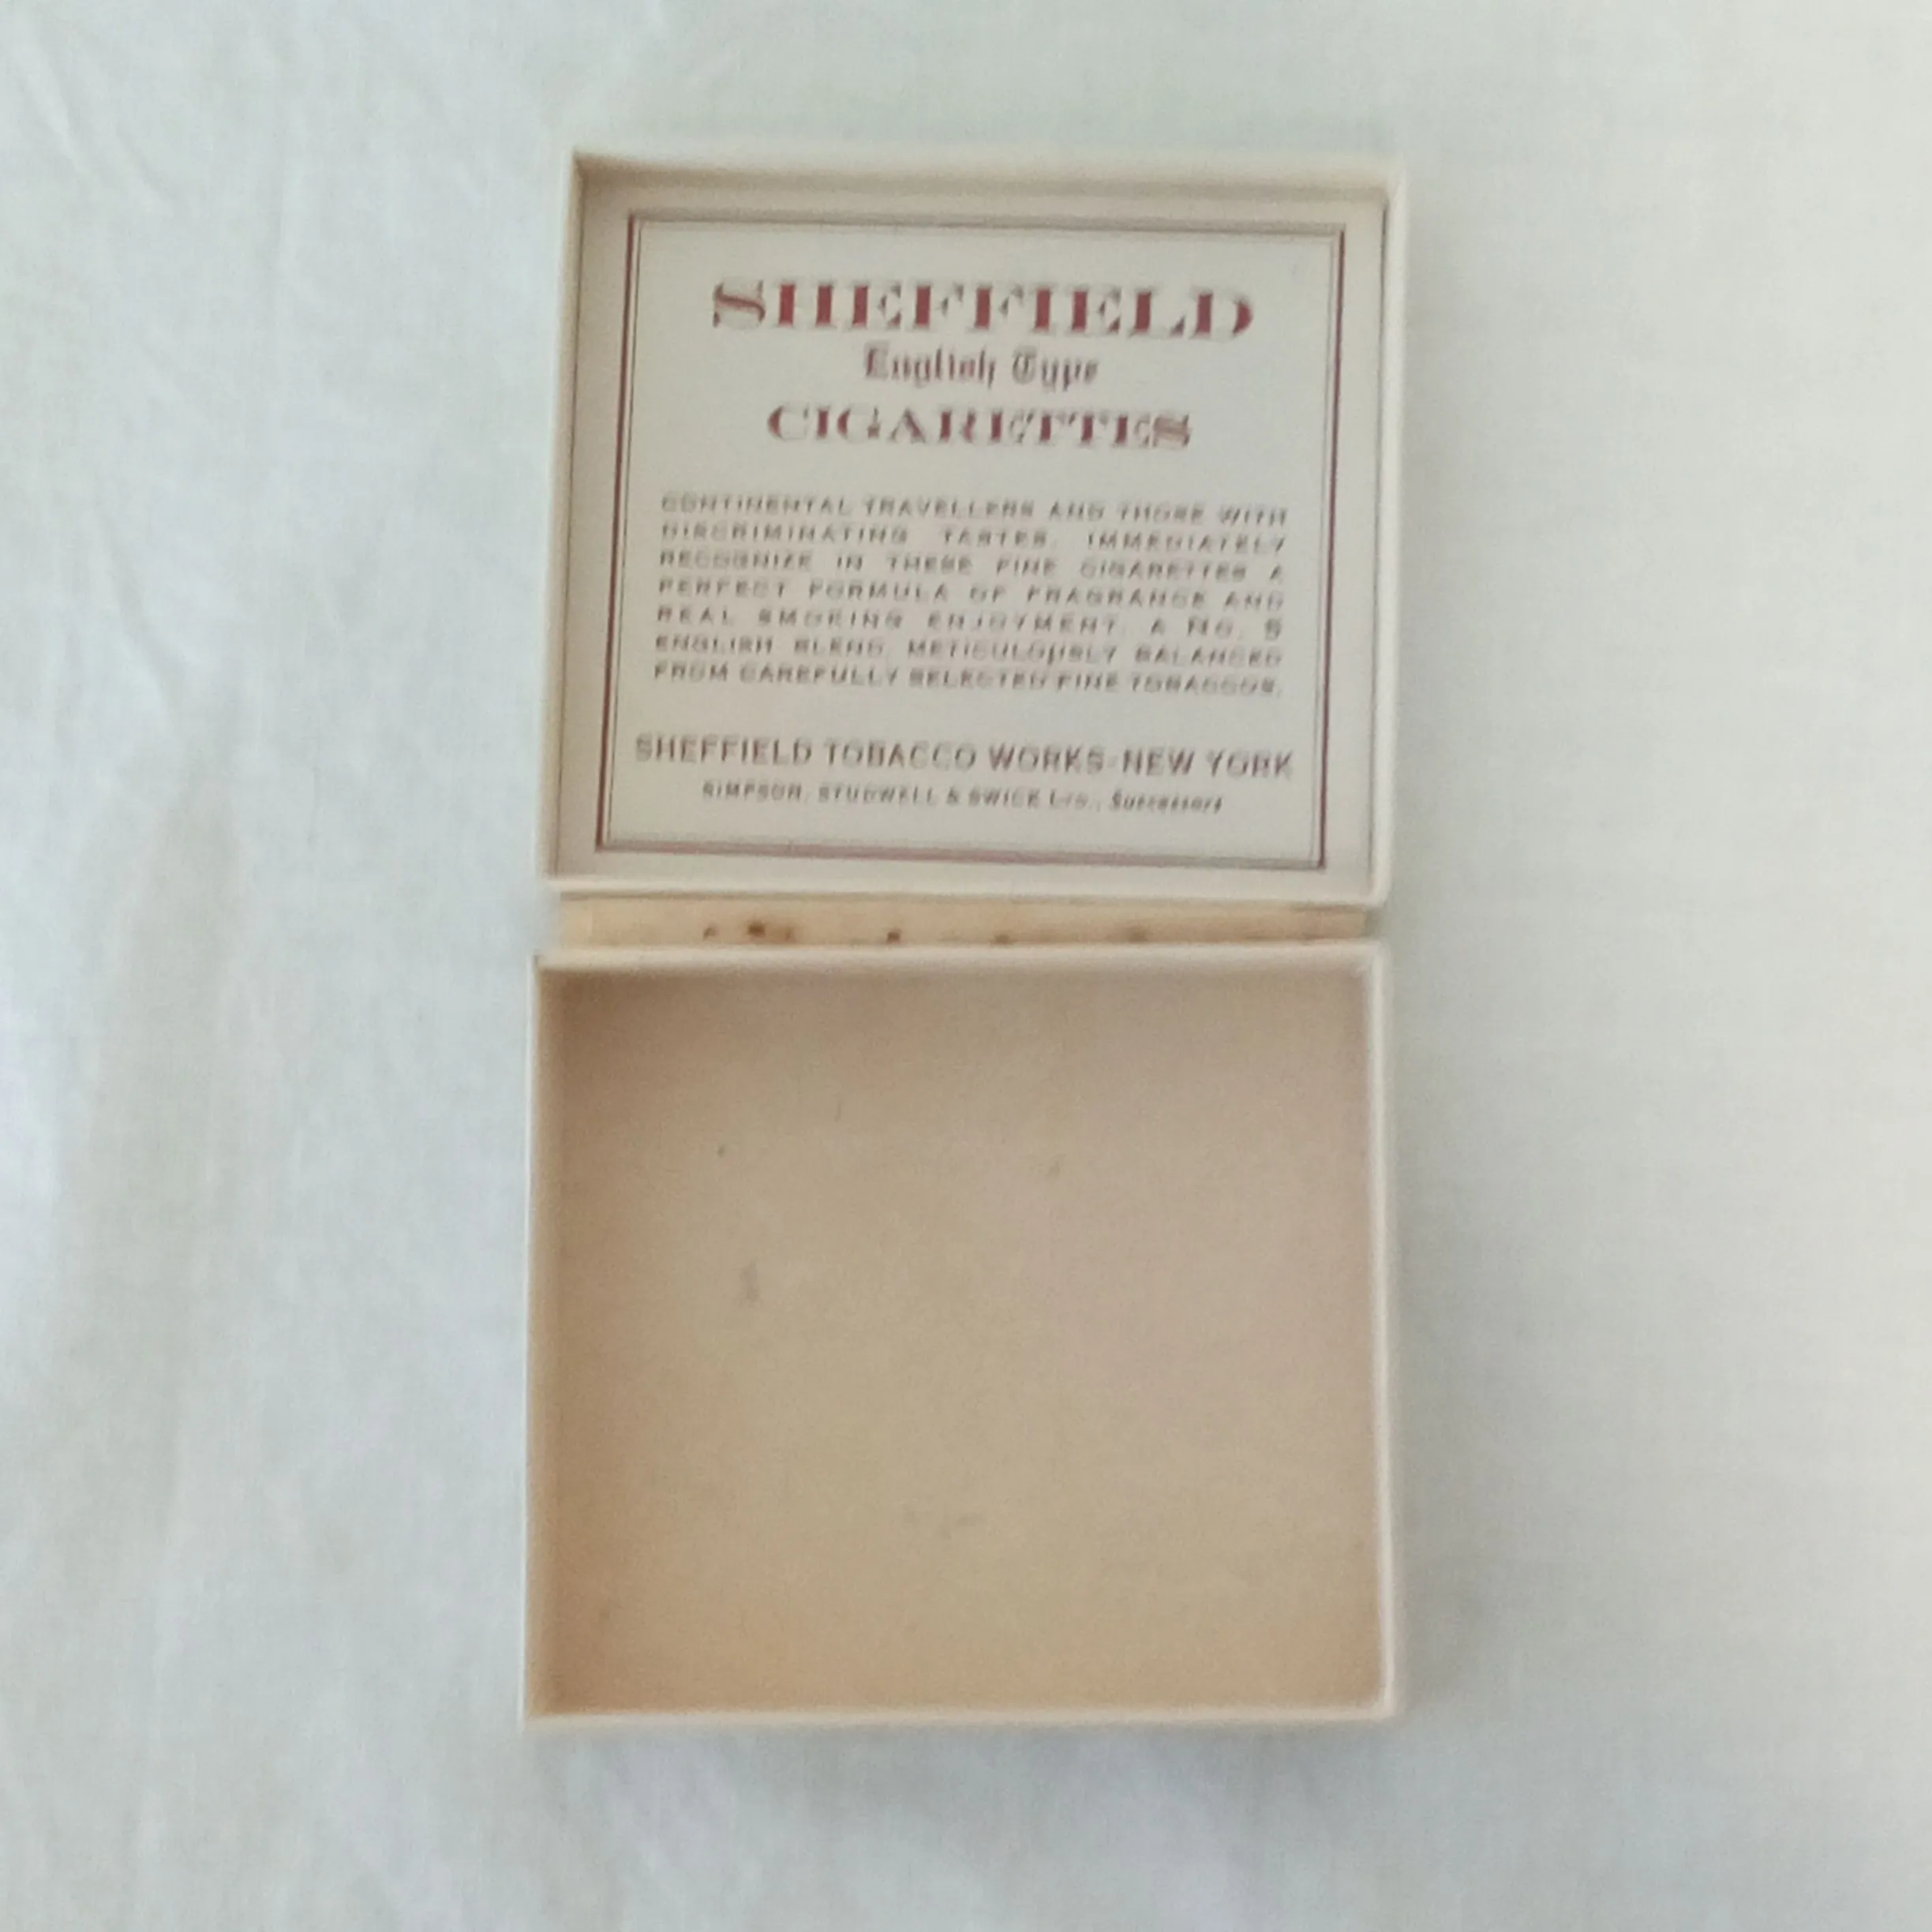 SHEFFIELD
English Type
CIGARETTES
CONTINENTAL TRAVELLERS AND THOSE WITH
DISCRIMINATING TASTES, IMMEDIATELY
RECOGNIZE IN THESE FINE CIGARETTES A
PERFECT FORMULA OF FRAGRANCE AND
REAL SMOKING ENJOYMENT. A NO. 5
ENGLISH BLEND, METICULOUSLY BALANCED
FROM CAREFULLY SELECTED FINE TOBACCOS.
SHEFFIELD TOBACCO WORKS-NEW YORK
SIMPSON, STUDWELL & SWICK LTD., Successors